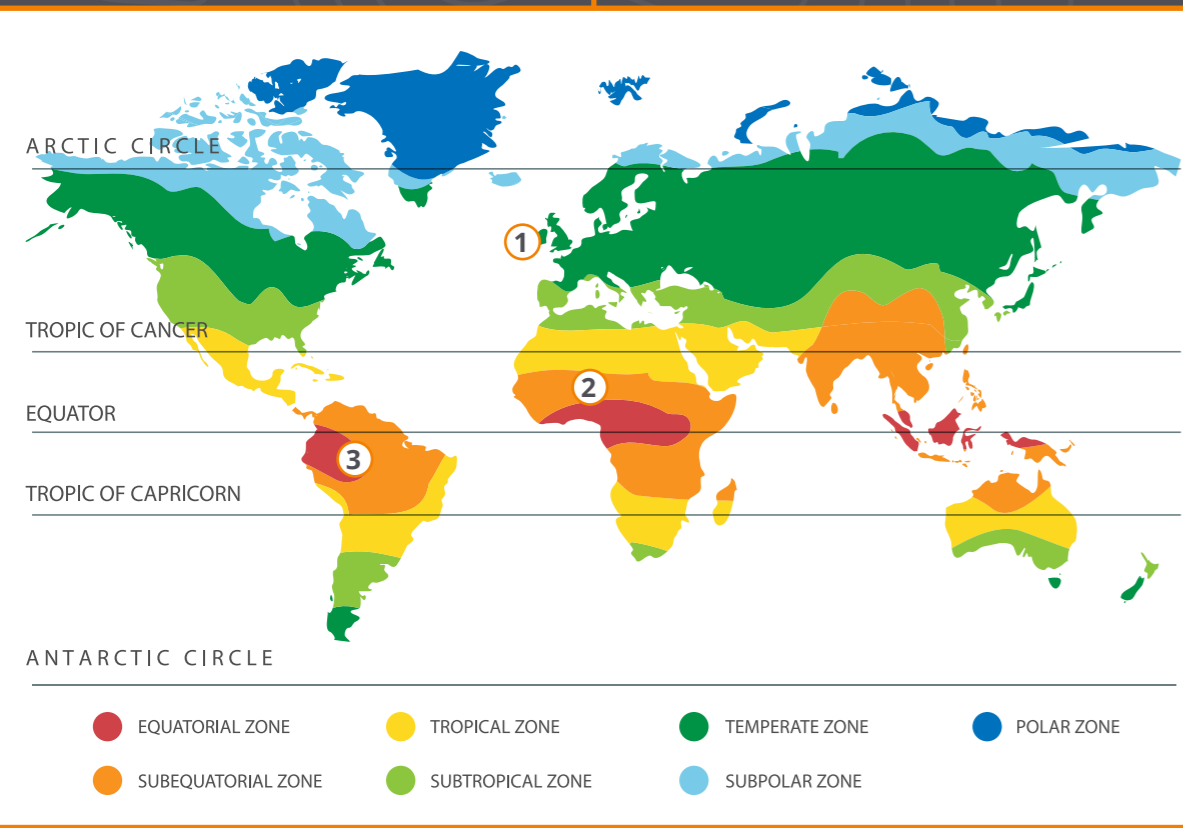 ARCTIC CIRCLE
1
TROPIC OF CANCER
2
EQUATOR
3
TROPIC OF CAPRICORN
ANTARCTIC CIRCLE
EQUATORIAL ZONE
TROPICAL ZONE
TEMPERATE ZONE
POLAR ZONE
SUBEQUATORIAL ZONE
SUBTROPICAL ZONE
SUBPOLAR ZONE